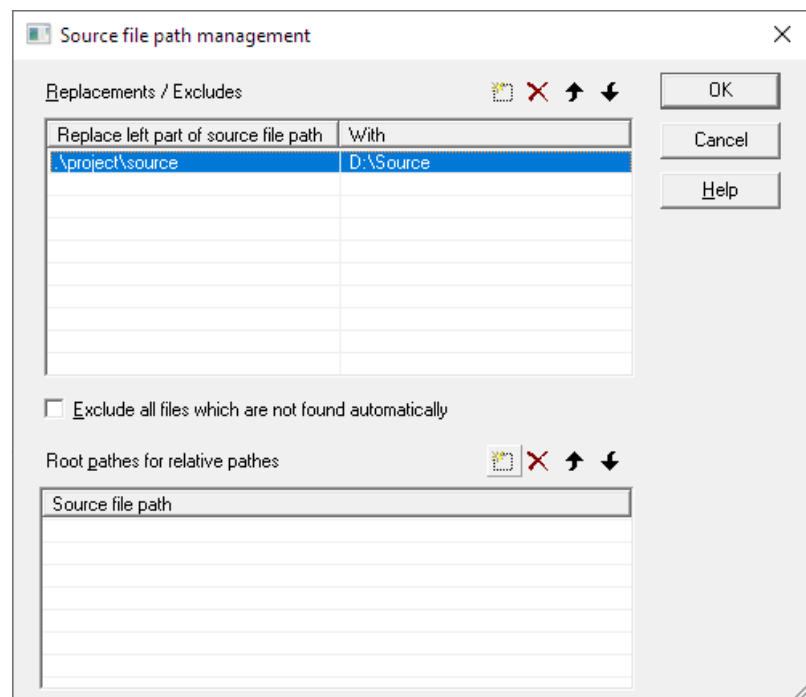 Source file path management
Replacements / Excludes
OK
Replace left part of source file path With
.\project\source D:\Source
Cancel
Help
Exclude all files which are not found automatically
Root pathes for relative pathes
Source file path